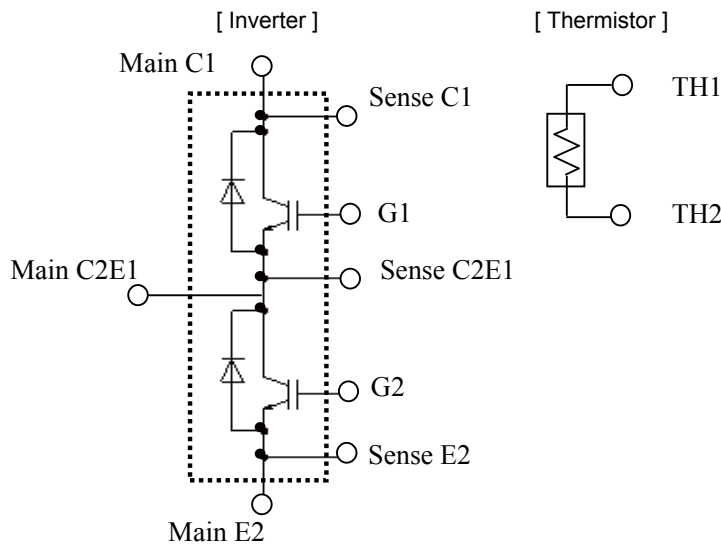 [ Inverter ]
[ Thermistor ]
Main C1
Sense C1
TH1
G1
TH2
Main C2E1
Sense C2E1
G2
Sense E2
Main E2